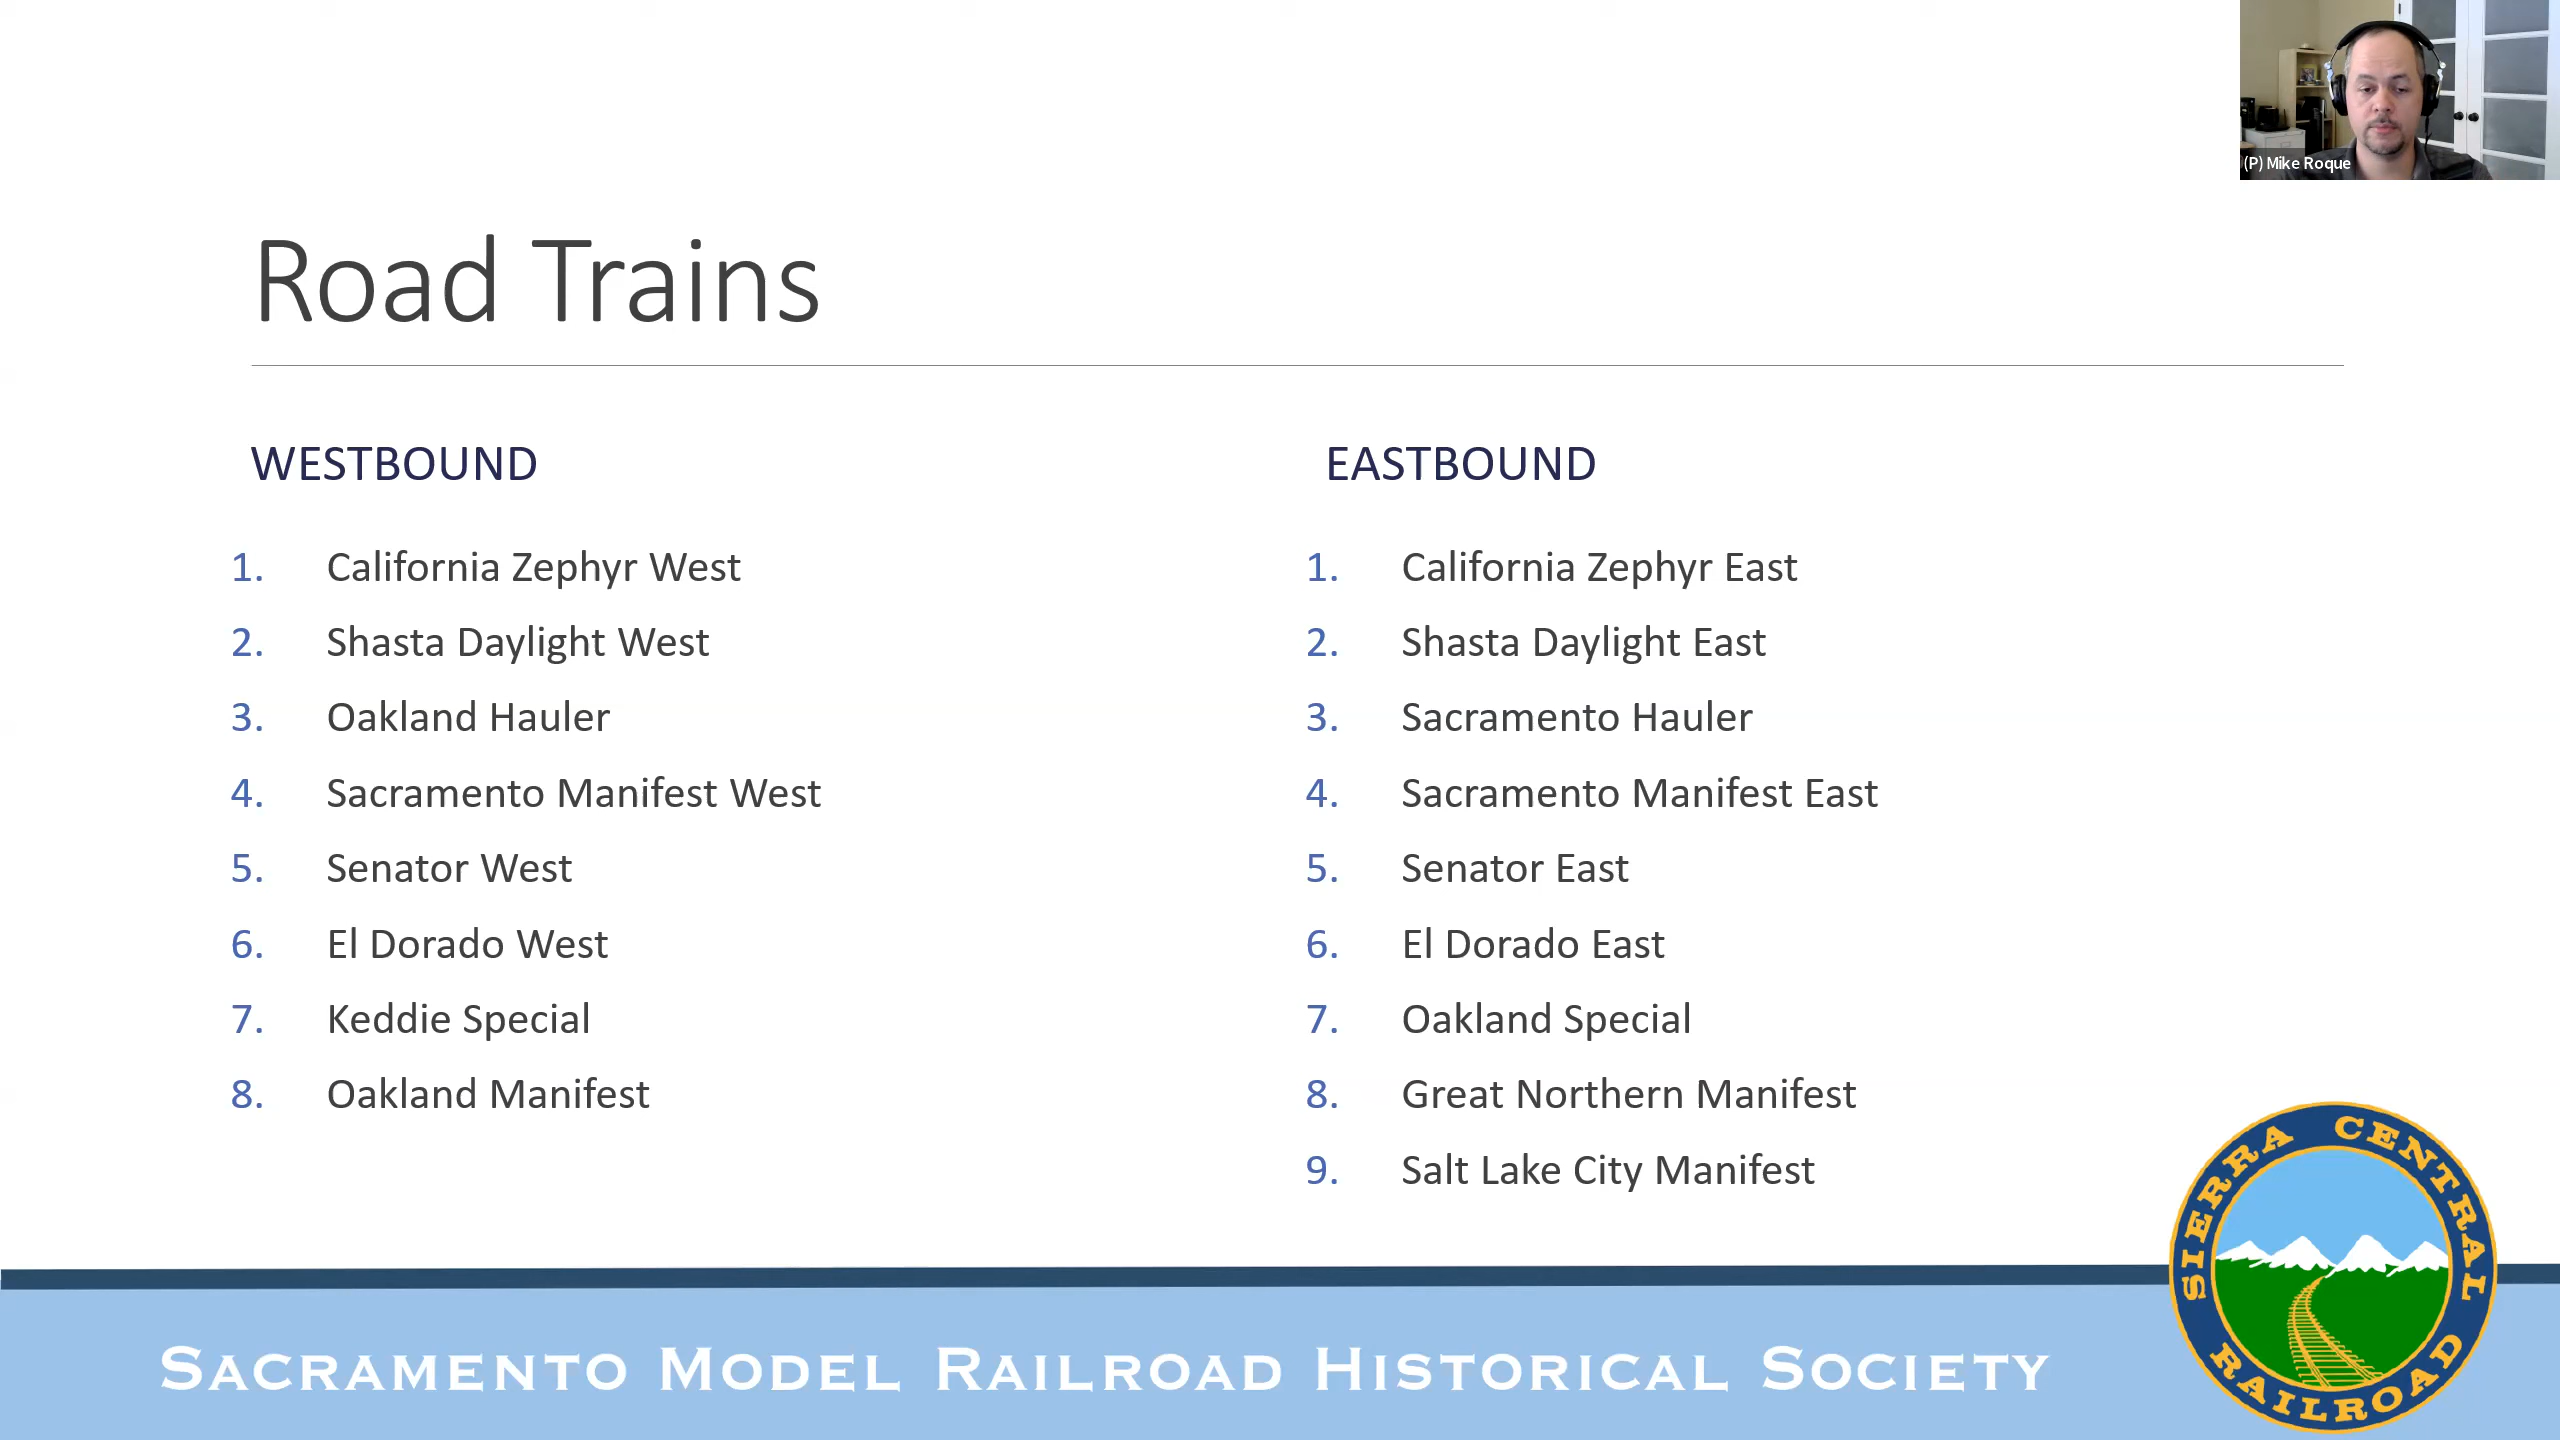 (P) Mike Roque
Road Trains
WESTBOUND
1. California Zephyr West
2. Shasta Daylight West
3. Oakland Hauler
4. Sacramento Manifest West
5. Senator West
6. El Dorado West
7. Keddie Special
8. Oakland Manifest
EASTBOUND
1. California Zephyr East
2. Shasta Daylight East
3. Sacramento Hauler
4. Sacramento Manifest East
5. Senator East
6. El Dorado East
7. Oakland Special
8. Great Northern Manifest
9. Salt Lake City Manifest
SACRAMENTO MODEL RAILROAD HISTORICAL SOCIETY
SIERRA CENTRAL
RAILROAD